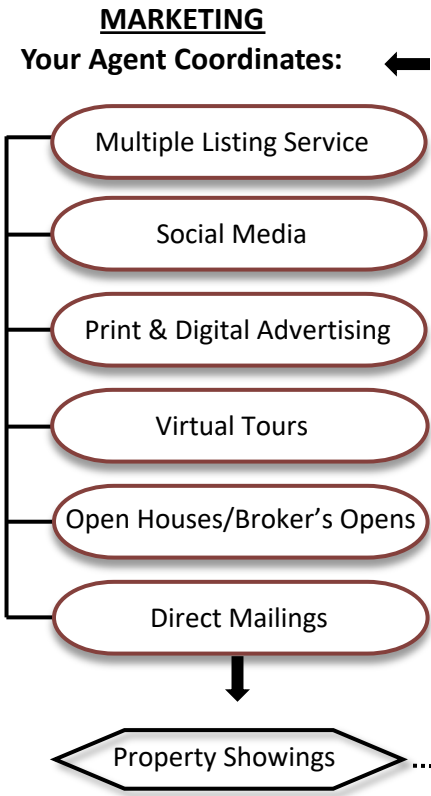 MARKETING
Your Agent Coordinates:
Multiple Listing Service
Social Media
Print & Digital Advertising
Virtual Tours
Open Houses/Broker’s Opens
Direct Mailings
Property Showings